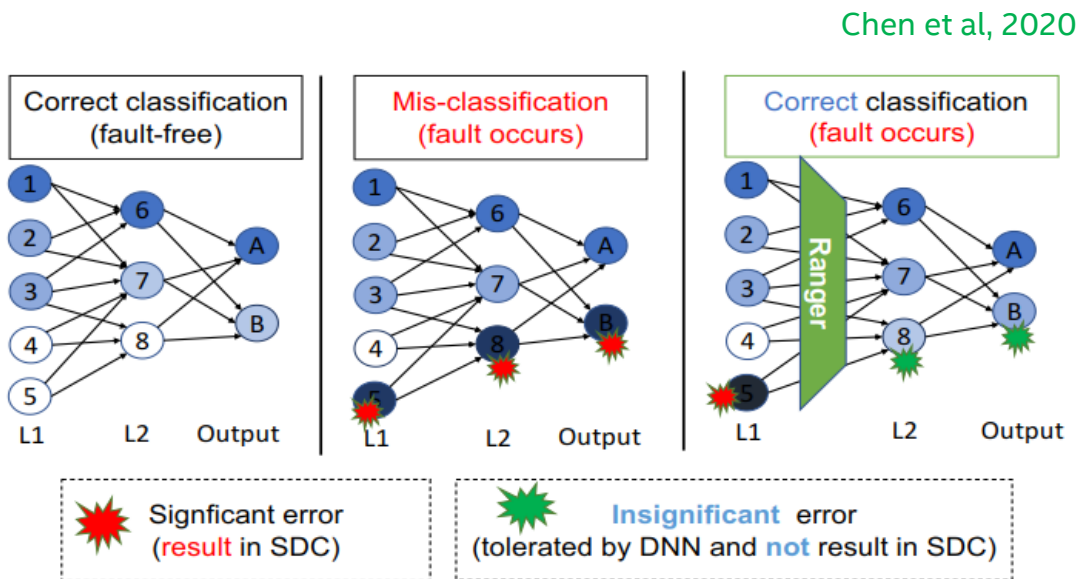 Chen et al, 2020
Correct classification
(fault-free)
1
2
3
4
5
6
7
8
A
B
L1
L2
Output
Mis-classification
(fault occurs)
1
2
3
4
5
6
7
8
A
B
L1
L2
Output
Correct classification
(fault occurs)
1
2
3
4
5
Ranger
6
7
8
A
B
L1
L2
Output
Signficant error
(result in SDC)
Insignificant error
(tolerated by DNN and not result in SDC)